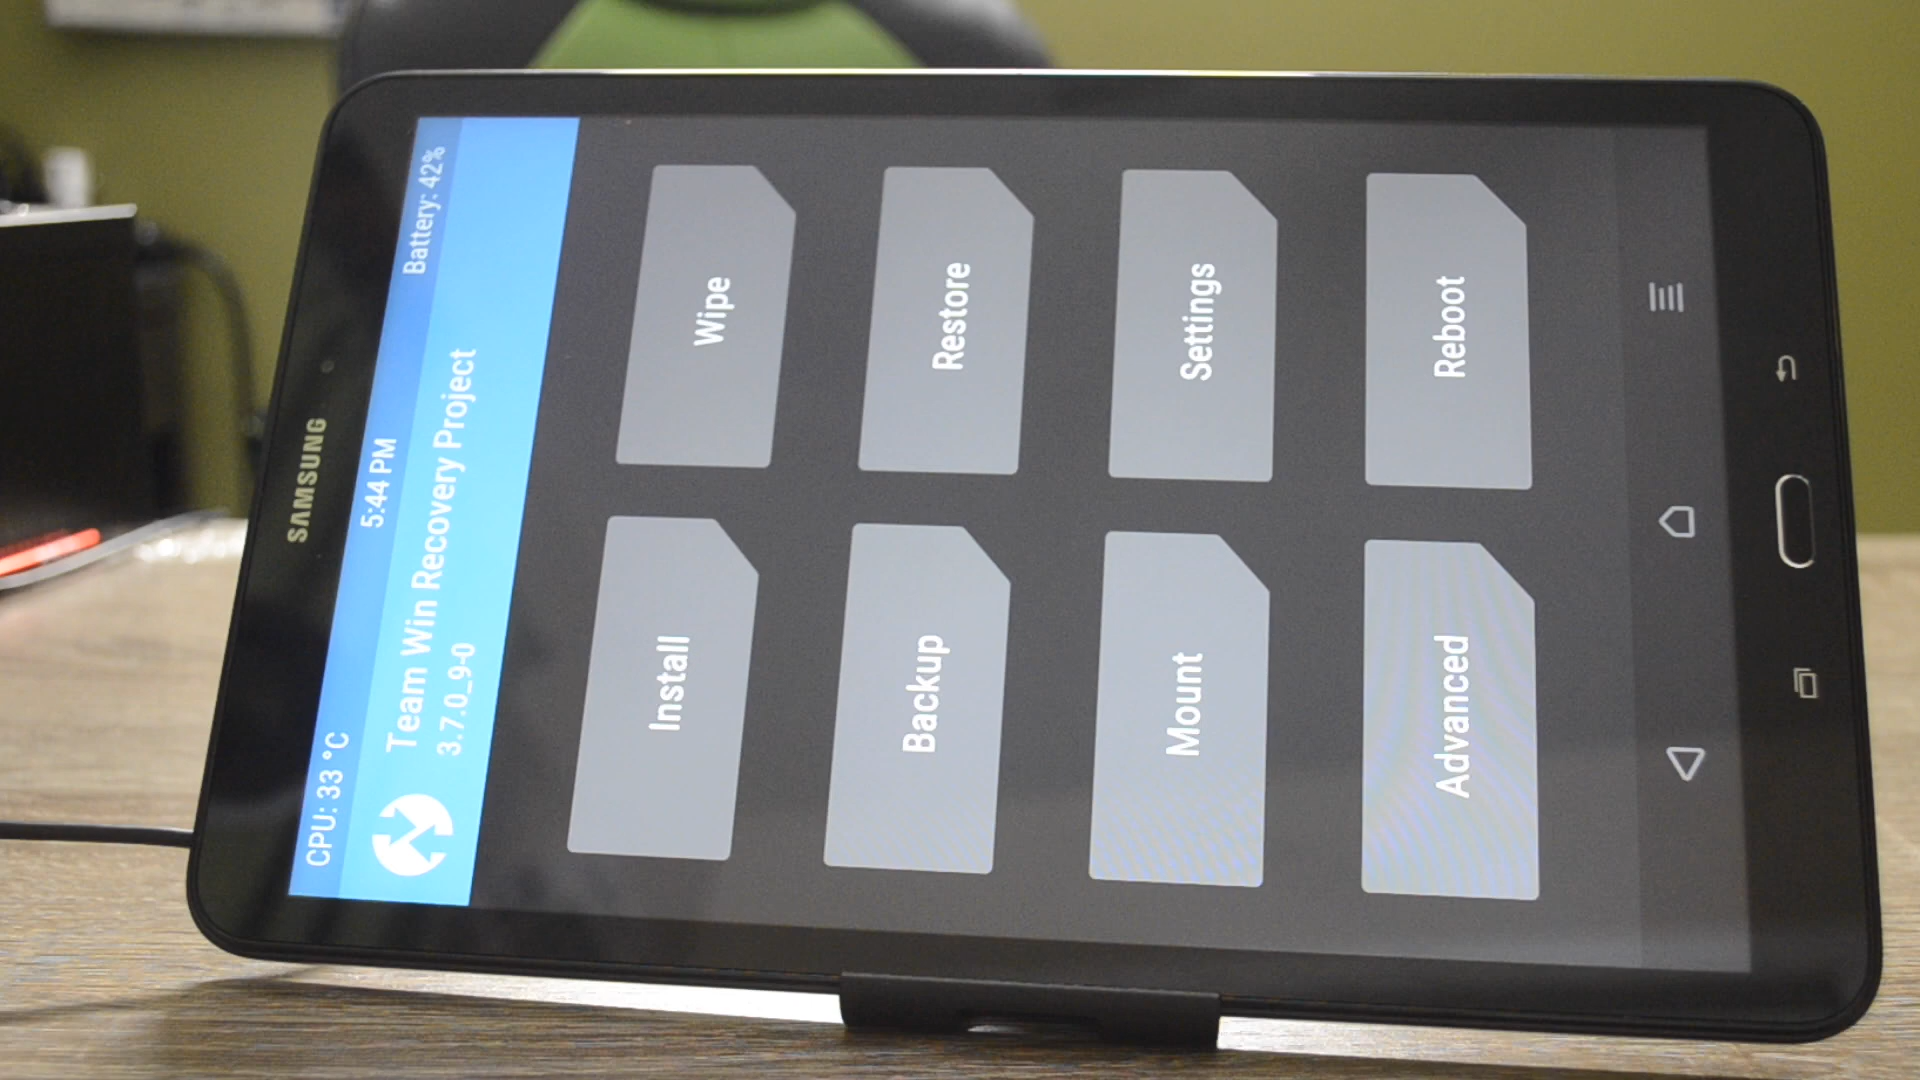 SAMSUNG
CPU: 33 °C 5:44 PM Battery: 42%
Team Win Recovery Project
3.7.0_9-0
Install Wipe
Backup Restore
Mount Settings
Advanced Reboot